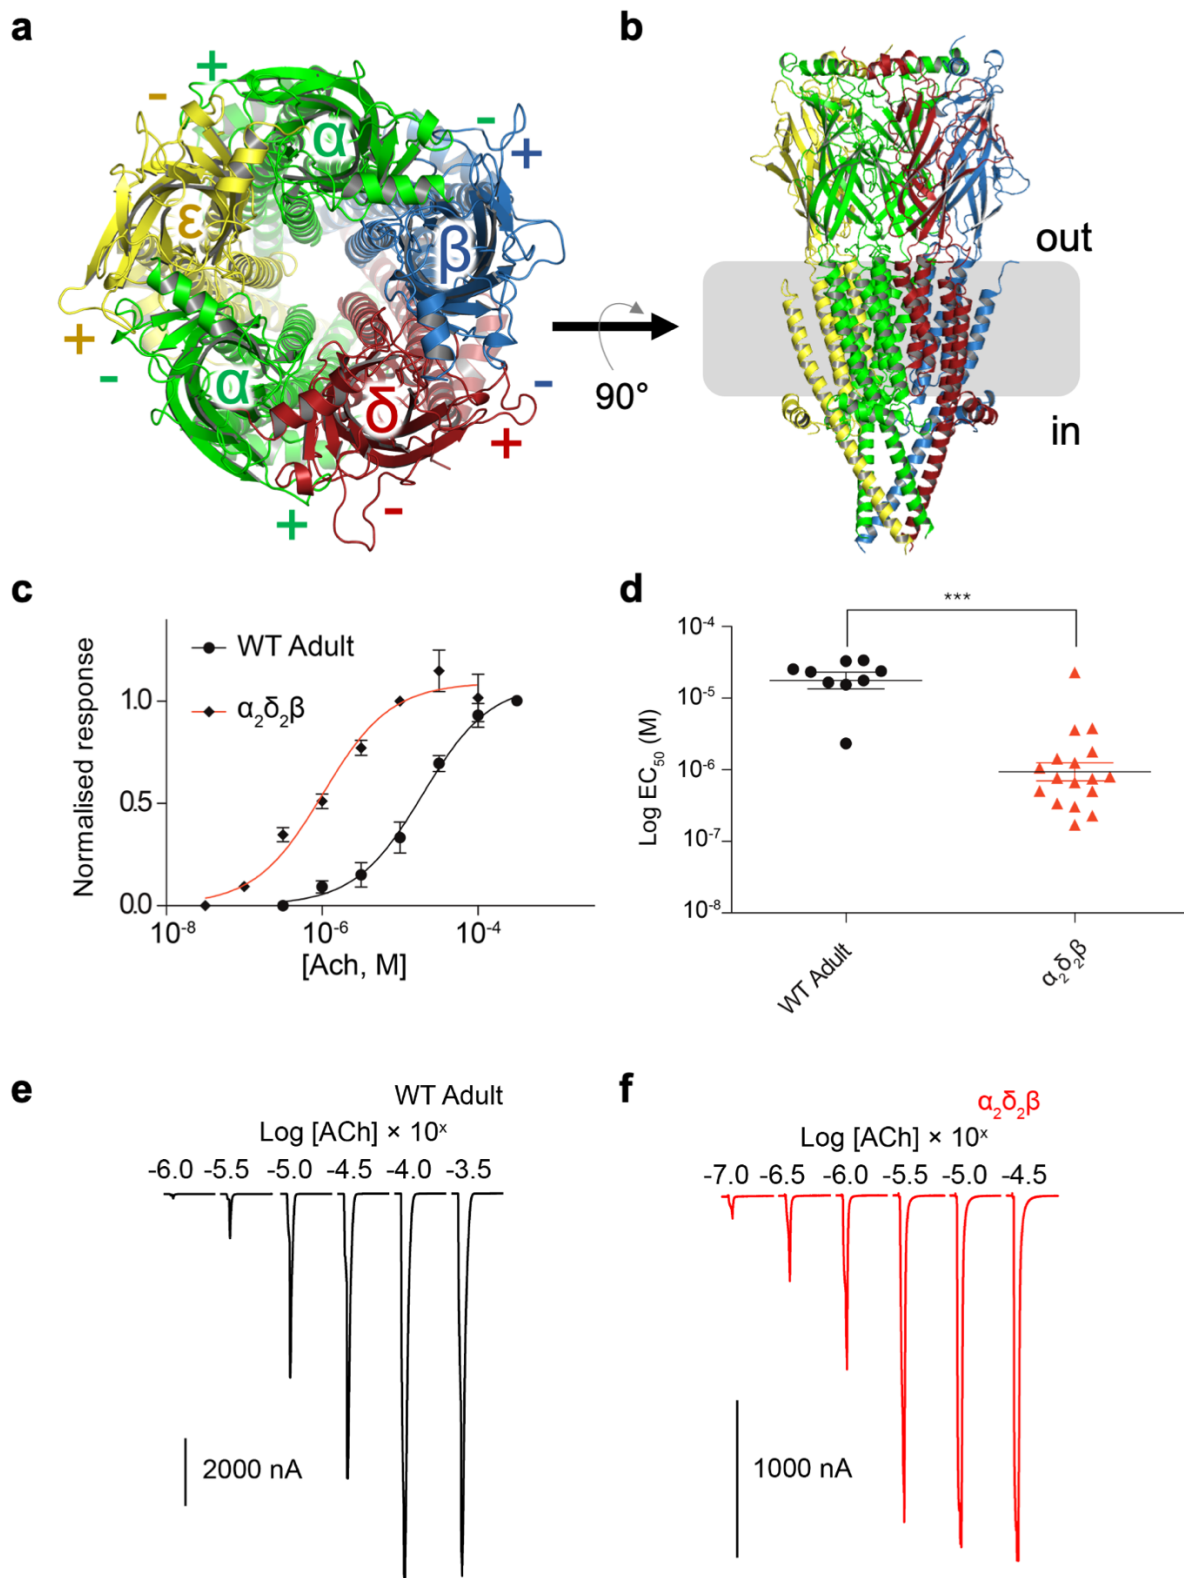 a
b
+
-
α
-
+
ε
β
+
-
α
δ
-
+
-
+
90°
out
in
c
d
WT Adult
α₂δ₂β
Normalised response
1.0
0.5
0.0
10⁻⁸
10⁻⁶
10⁻⁴
[Ach, M]
***
Log EC₅₀ (M)
10⁻⁴
10⁻⁵
10⁻⁶
10⁻⁷
10⁻⁸
WT Adult
α₂δ₂β
e
WT Adult
Log [ACh] × 10ˣ
-6.0 -5.5 -5.0 -4.5 -4.0 -3.5
2000 nA
f
α₂δ₂β
Log [ACh] × 10ˣ
-7.0 -6.5 -6.0 -5.5 -5.0 -4.5
1000 nA